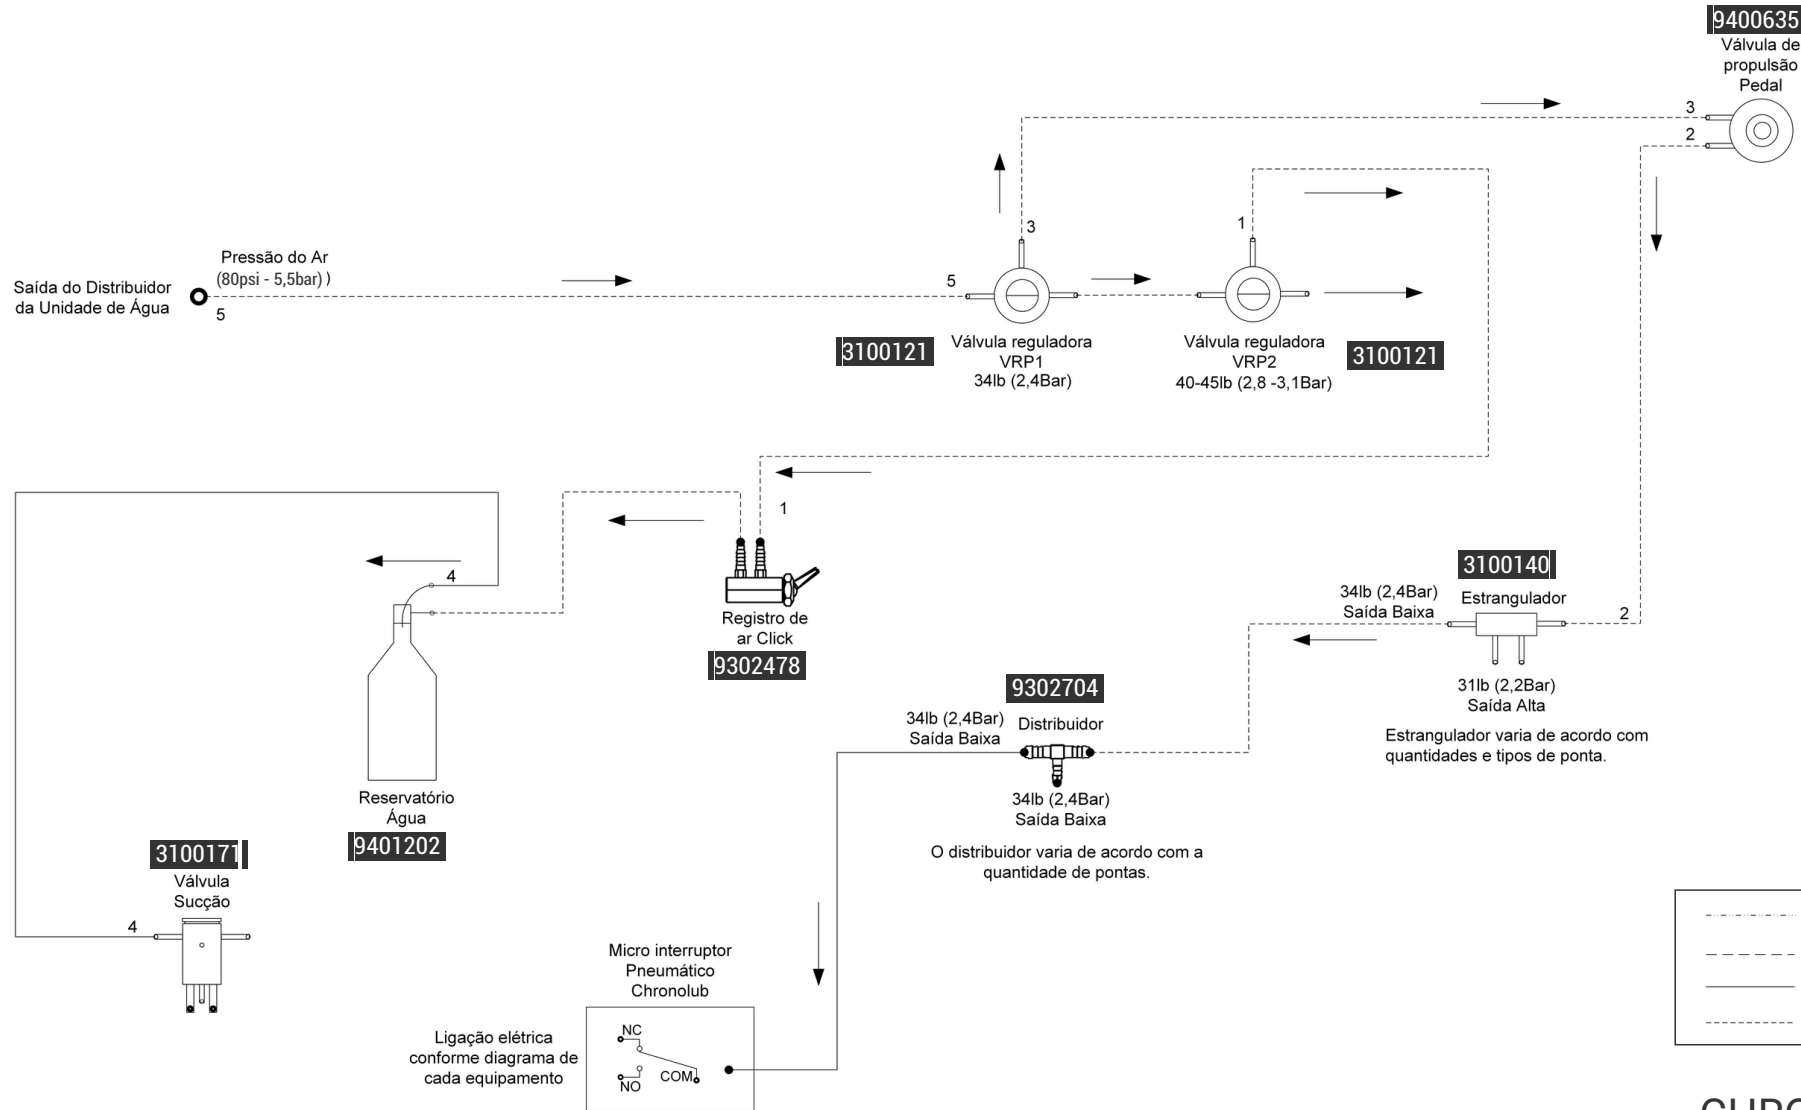 9400635
Válvula de
propulsão
Pedal
3
2
Pressão do Ar
(80psi - 5,5bar) )
Saída do Distribuidor
da Unidade de Água
5
5
3
1
3100121
Válvula reguladora
VRP1
34lb (2,4Bar)
Válvula reguladora
VRP2
40-45lb (2,8 -3,1Bar)
3100121
1
4
Registro de
ar Click
9302478
3100140
Estrangulador
34lb (2,4Bar)
Saída Baixa
2
31lb (2,2Bar)
Saída Alta
Estrangulador varia de acordo com
quantidades e tipos de ponta.
9302704
Distribuidor
34lb (2,4Bar)
Saída Baixa
34lb (2,4Bar)
Saída Baixa
O distribuidor varia de acordo com a
quantidade de pontas.
Reservatório
Água
9401202
3100171
Válvula
Sucção
4
Micro interruptor
Pneumático
Chronolub
Ligação elétrica
conforme diagrama de
cada equipamento
NC
NO
COM